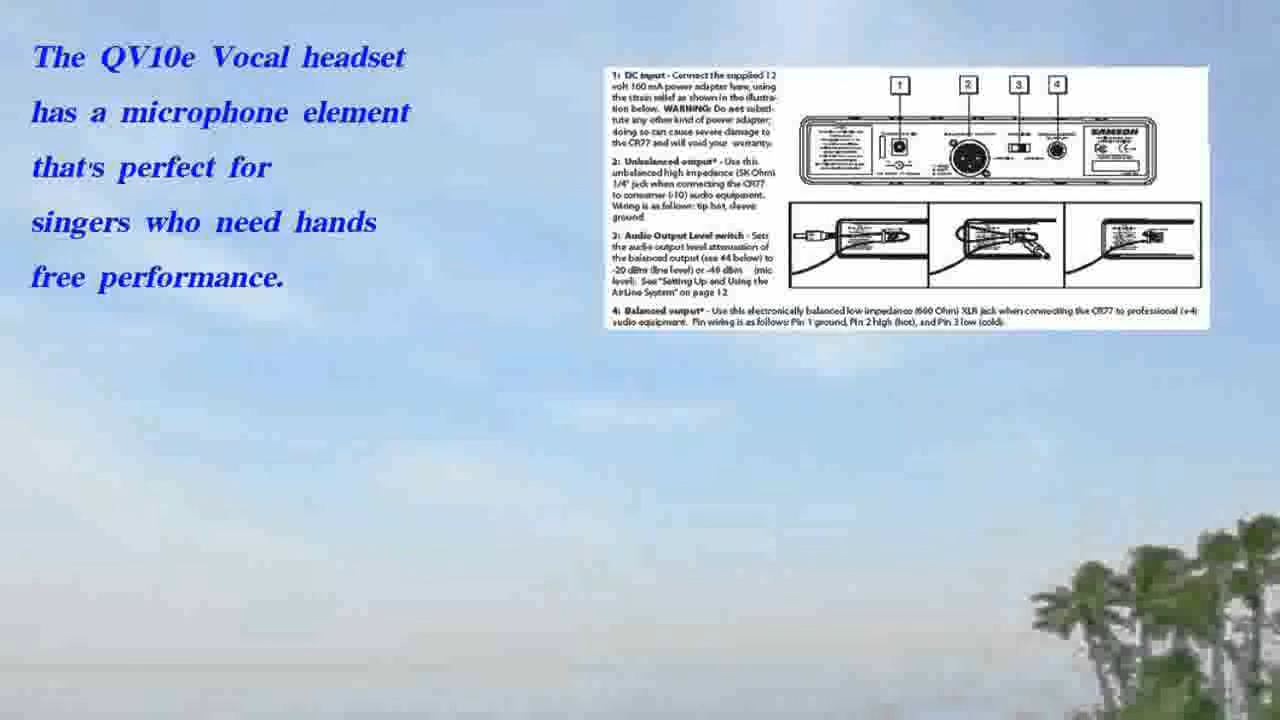 The QV10e Vocal headset
has a microphone element
that's perfect for
singers who need hands
free performance.
1: DC input - Connect the supplied 12
volt 160 mA power adapter here, using
the strain relief as shown in the illustra-
tion below. WARNING: Do not substi-
tute any other kind of power adapter;
doing so can cause severe damage to
the CR77 and will void your warranty.
2: Unbalanced output* - Use this
unbalanced high impedance (5K Ohm)
1/4" jack when connecting the CR77
to consumer (-10) audio equipment.
Wiring is as follows: tip hot, sleeve
ground
3: Audio Output Level switch - Sets
the audio output level attenuation of
the balanced output (see #4 below) to
-20 dBm (line level) or -40 dBm (mic
level). See "Setting Up and Using the
AirLine System" on page 12
1 2 3 4
SAMSON
4: Balanced output* - Use this electronically balanced low impedance (600 Ohm) XLR jack when connecting the CR77 to professional (+4)
audio equipment. Pin wiring is as follows: Pin 1 ground, Pin 2 high (hot), and Pin 3 low (cold).